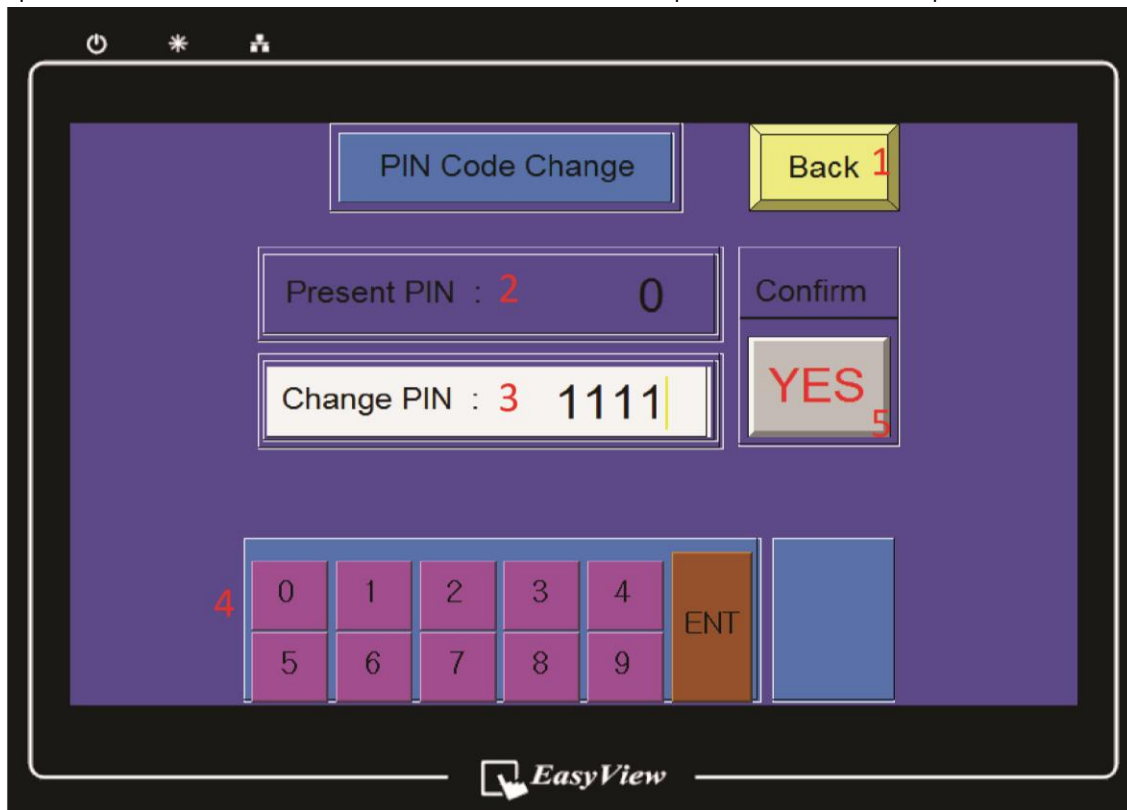 PIN Code Change
Back 1
Present PIN : 2 0
Confirm
Change PIN : 3 1111
YES
5
4
0 1 2 3 4
ENT
5 6 7 8 9
EasyView